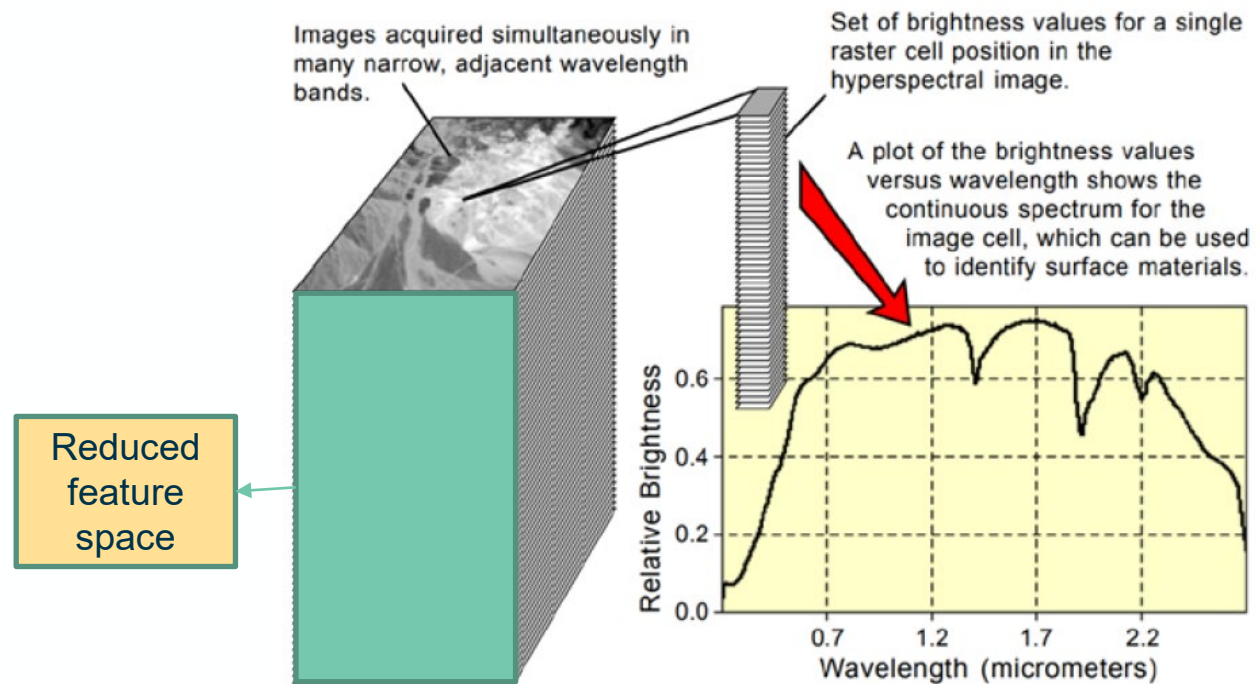 Images acquired simultaneously in
many narrow, adjacent wavelength
bands.
Set of brightness values for a single
raster cell position in the
hyperspectral image.
A plot of the brightness values
versus wavelength shows the
continuous spectrum for the
image cell, which can be used
to identify surface materials.
Reduced
feature
space
Relative Brightness
0.6
0.4
0.2
0.0
0.7 1.2 1.7 2.2
Wavelength (micrometers)